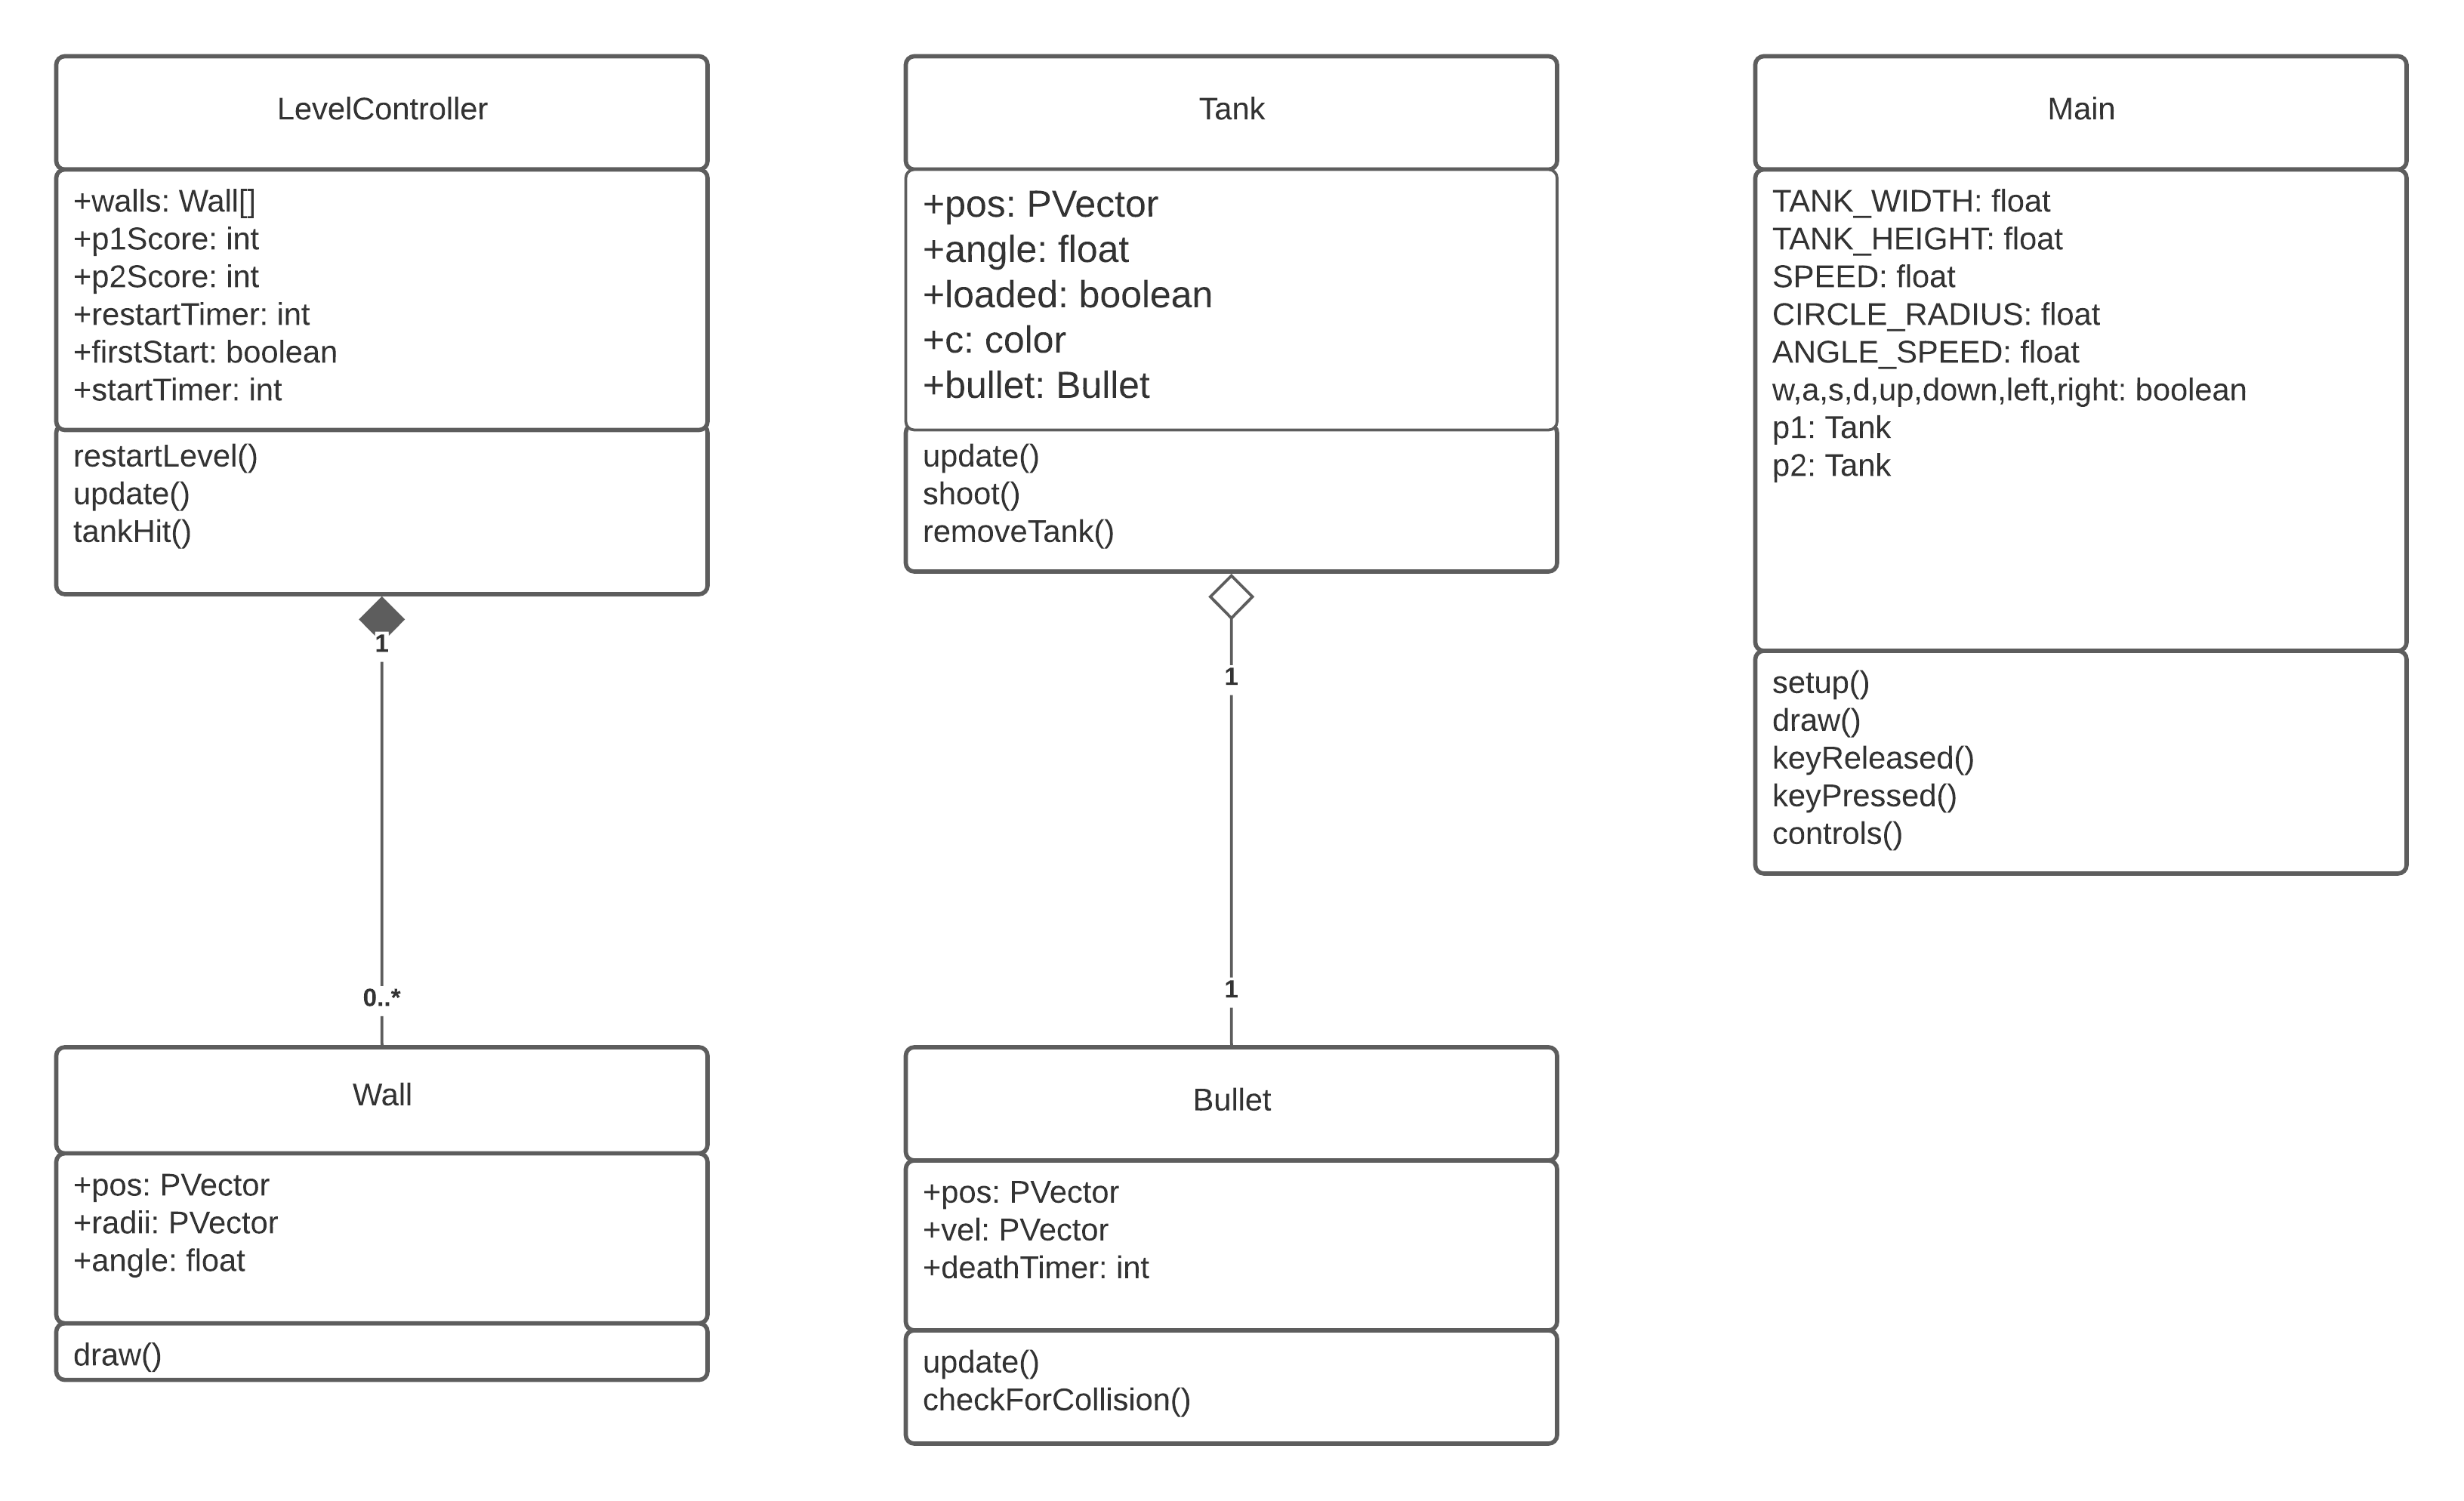 LevelController
+walls: Wall[]
+p1Score: int
+p2Score: int
+restartTimer: int
+firstStart: boolean
+startTimer: int
restartLevel()
update()
tankHit()
1
0..*
Wall
+pos: PVector
+radii: PVector
+angle: float
draw()
Tank
+pos: PVector
+angle: float
+loaded: boolean
+c: color
+bullet: Bullet
update()
shoot()
removeTank()
1
1
Bullet
+pos: PVector
+vel: PVector
+deathTimer: int
update()
checkForCollision()
Main
TANK_WIDTH: float
TANK_HEIGHT: float
SPEED: float
CIRCLE_RADIUS: float
ANGLE_SPEED: float
w,a,s,d,up,down,left,right: boolean
p1: Tank
p2: Tank
setup()
draw()
keyReleased()
keyPressed()
controls()